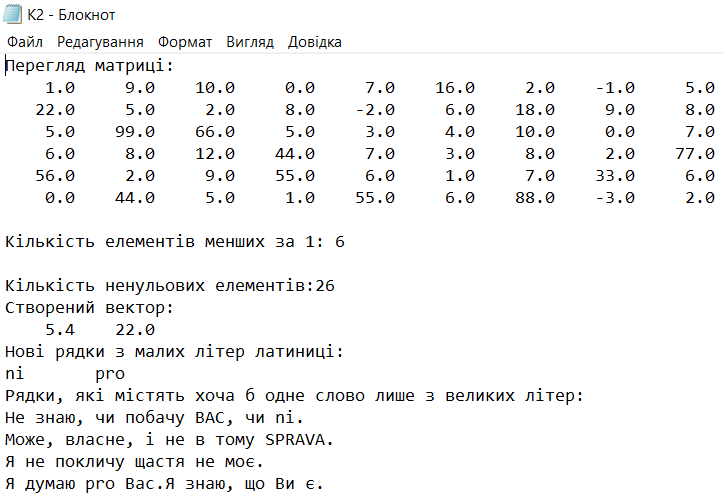 K2 - Блокнот
Файл Редагування Формат Вигляд Довідка
Перегляд матриці:
1.0 9.0 10.0 0.0 7.0 16.0 2.0 -1.0 5.0
22.0 5.0 2.0 8.0 -2.0 6.0 18.0 9.0 8.0
5.0 99.0 66.0 5.0 3.0 4.0 10.0 0.0 7.0
6.0 8.0 12.0 44.0 7.0 3.0 8.0 2.0 77.0
56.0 2.0 9.0 55.0 6.0 1.0 7.0 33.0 6.0
0.0 44.0 5.0 1.0 55.0 6.0 88.0 -3.0 2.0
Кількість елементів менших за 1: 6
Кількість ненульових елементів:26
Створений вектор:
5.4 22.0
Нові рядки з малих літер латиниці:
ni pro
Рядки, які містять хоча б одне слово лише з великих літер:
Не знаю, чи побачу ВАС, чи ni.
Може, власне, і не в тому SPRAVA.
Я не покличу щастя не моє.
Я думаю pro Вас.Я знаю, що Ви є.